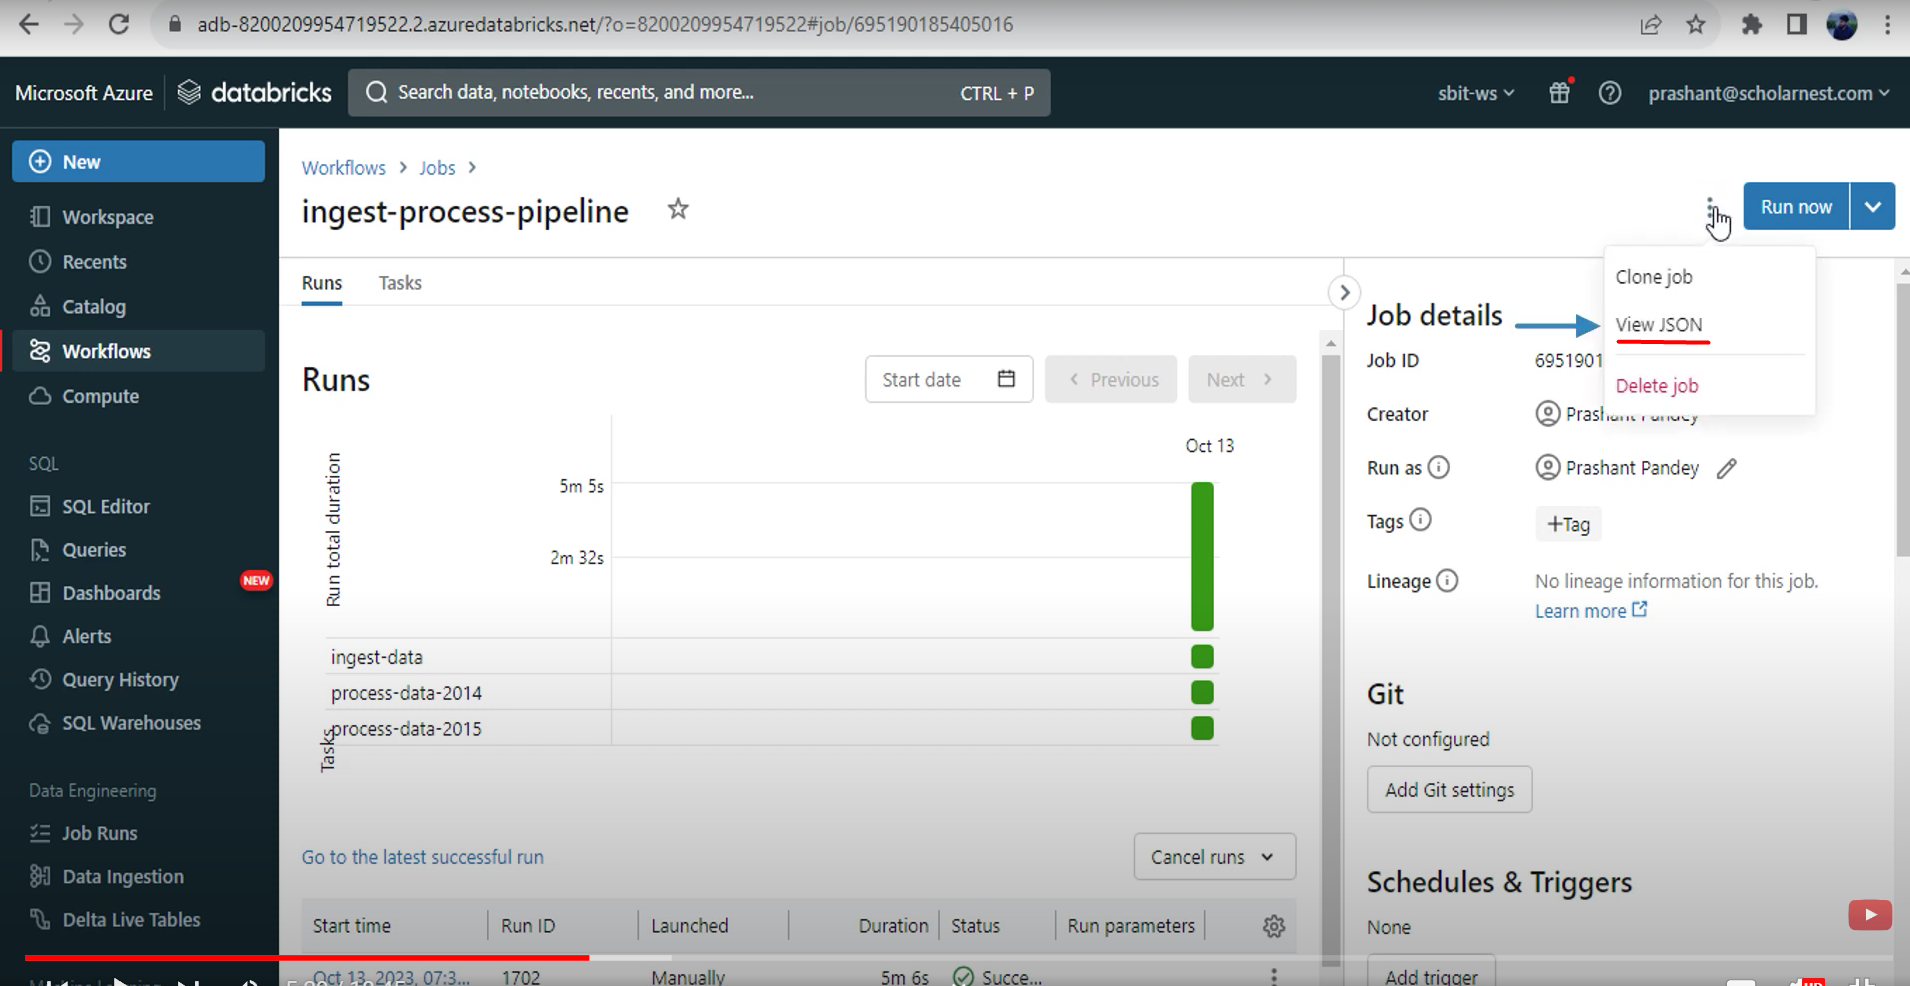 adb-8200209954719522.2.azuredatabricks.net/?o=8200209954719522#job/695190185405016
Microsoft Azure
databricks
Search data, notebooks, recents, and more...
CTRL + P
sbit-ws
prashant@scholarnest.com
New
Workspace
Recents
Catalog
Workflows
Compute
SQL
SQL Editor
Queries
Dashboards
NEW
Alerts
Query History
SQL Warehouses
Data Engineering
Job Runs
Data Ingestion
Delta Live Tables
Workflows > Jobs >
ingest-process-pipeline
Run now
Clone job
View JSON
Delete job
Runs
Tasks
Runs
Start date
Previous
Next
Oct 13
Run total duration
5m 5s
2m 32s
ingest-data
process-data-2014
process-data-2015
Tasks
Go to the latest successful run
Cancel runs
Start time
Run ID
Launched
Duration
Status
Run parameters
Oct 13, 2023, 07:3...
1702
Manually
5m 6s
Succe...
Job details
Job ID
6951901
Creator
Run as
Prashant Pandey
Tags
+Tag
Lineage
No lineage information for this job.
Learn more
Git
Not configured
Add Git settings
Schedules & Triggers
None
Add trigger
HD